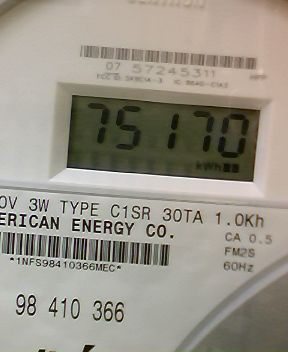 07 57245311
75170
kWh
0V 3W TYPE C1SR 30TA 1.0Kh
ERICAN ENERGY CO.
CA 0.5
FM2S
60Hz
*1NFS98410366MEC*
98 410 366